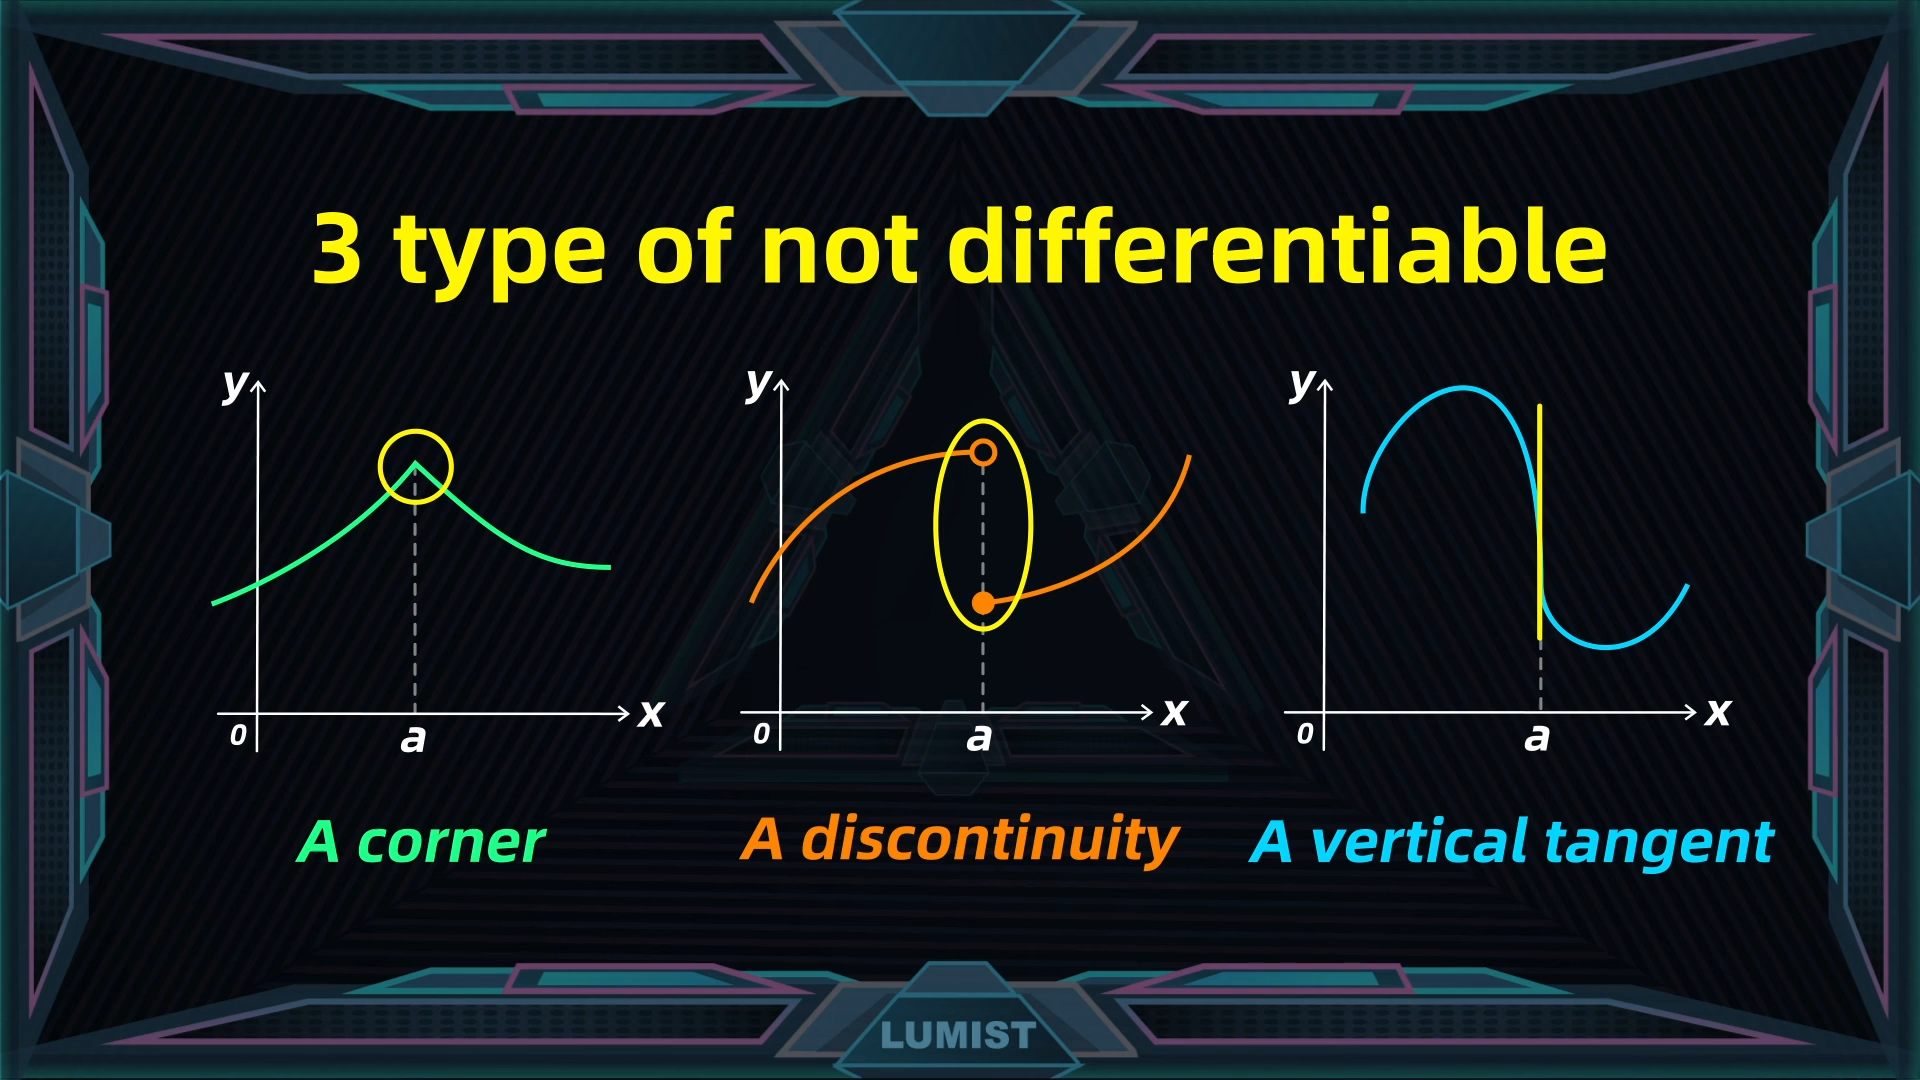 3 type of not differentiable
y
x
0
a
y
x
0
a
y
x
0
a
A corner
A discontinuity
A vertical tangent
LUMIST